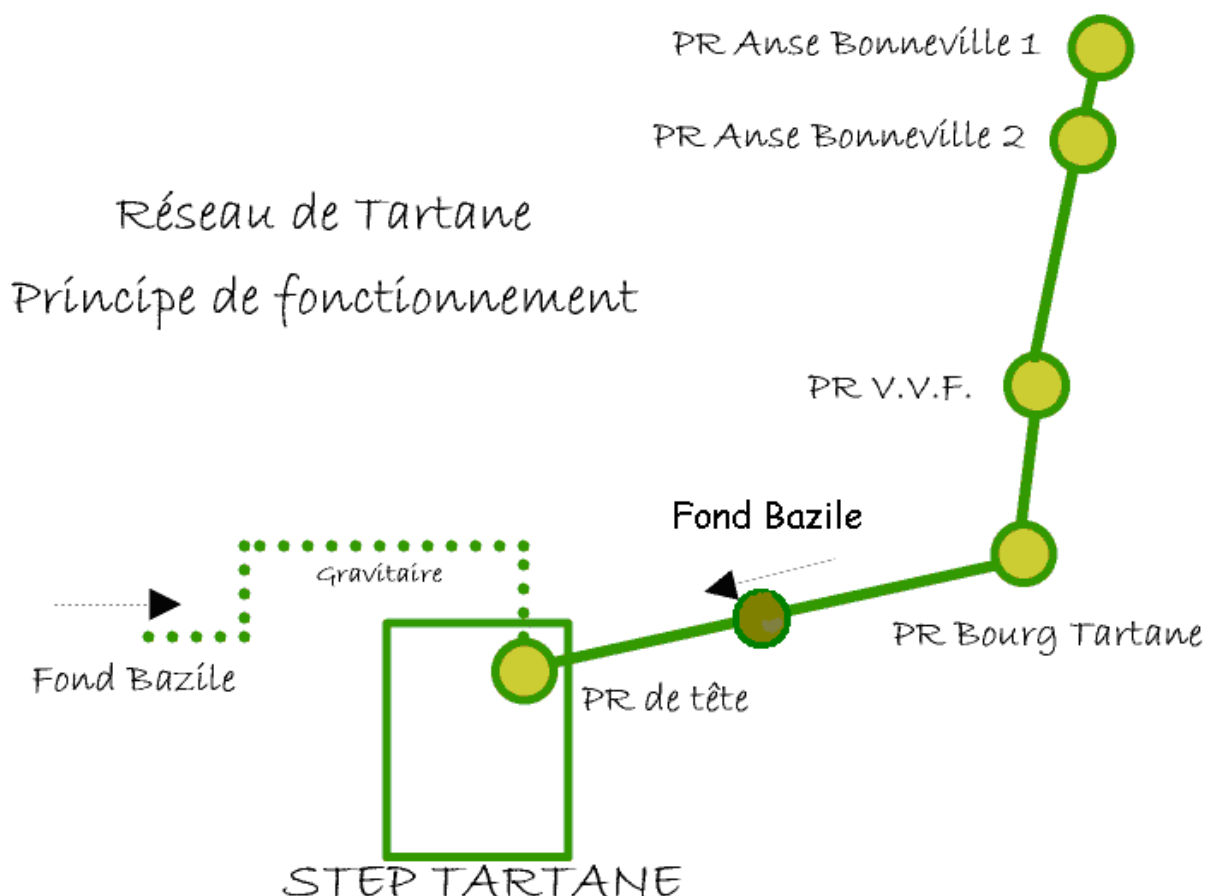 PR Anse Bonneville 1
PR Anse Bonneville 2
Réseau de Tartane
Principe de fonctionnement
PR V.V.F.
Fond Bazile
Gravitaire
PR Bourg Tartane
Fond Bazile
PR de tête
STEP TARTANE